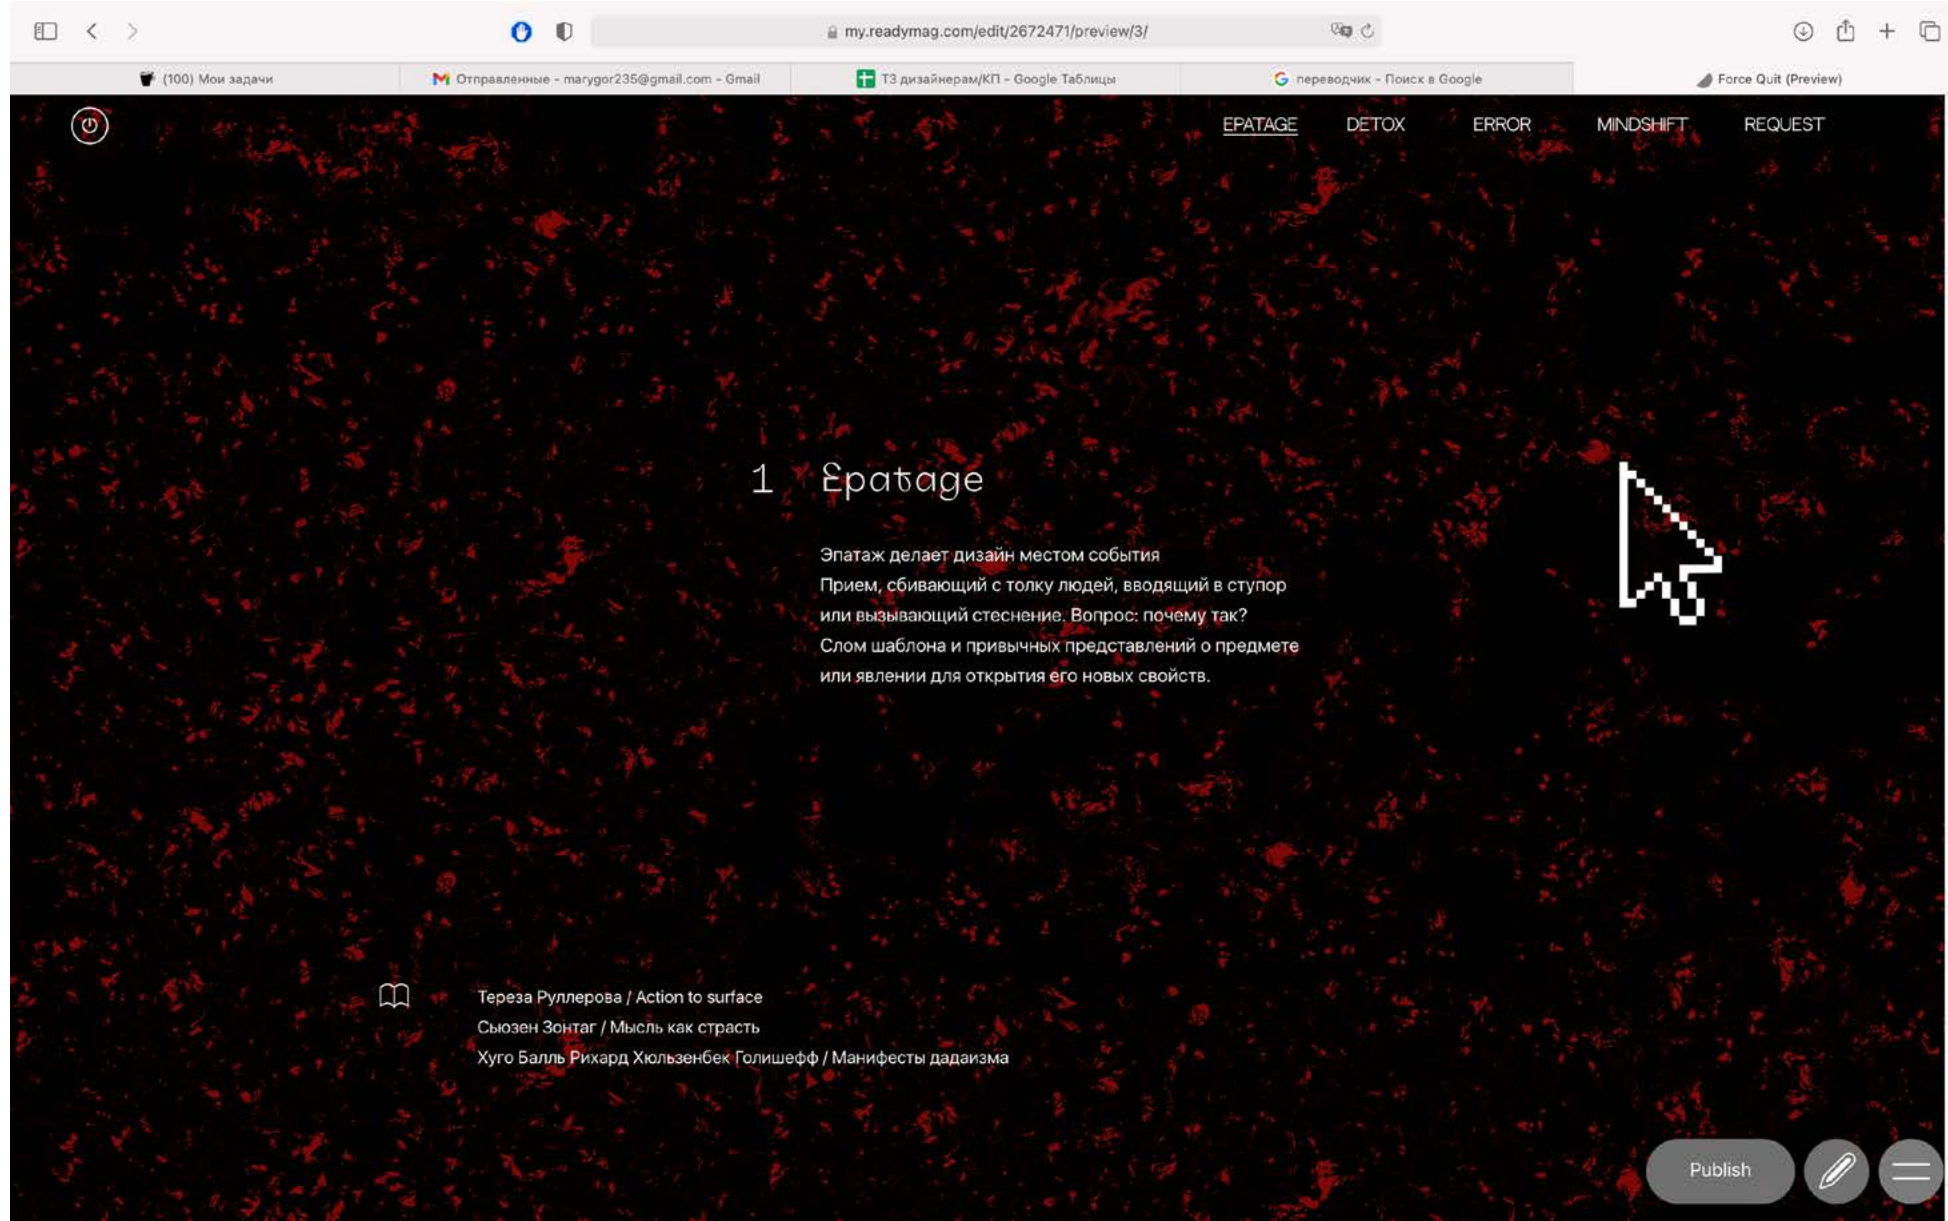 my.readymag.com/edit/2672471/preview/3/
(100) Мои задачи
Отправленные - marygor235@gmail.com - Gmail
ТЗ дизайнерам/КП - Google Таблицы
переводчик - Поиск в Google
Force Quit (Preview)
EPATAGE DETOX ERROR MINDSHIFT REQUEST
1 Epatage
Эпатаж делает дизайн местом события
Прием, сбивающий с толку людей, вводящий в ступор
или вызывающий стеснение. Вопрос: почему так?
Слом шаблона и привычных представлений о предмете
или явлении для открытия его новых свойств.
Тереза Руллерова / Action to surface
Сьюзен Зонтаг / Мысль как страсть
Хуго Балль Рихард Хюльзенбек Голишефф / Манифесты дадаизма
Publish